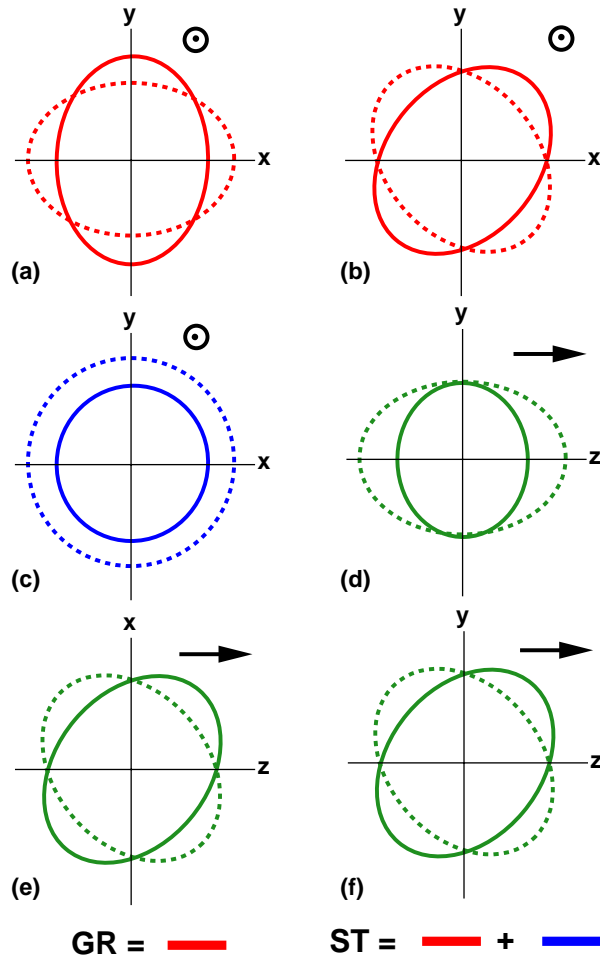 y y
x x
(a) (b)
y y
x z
(c) (d)
x y
z z
(e) (f)
GR = ST = +